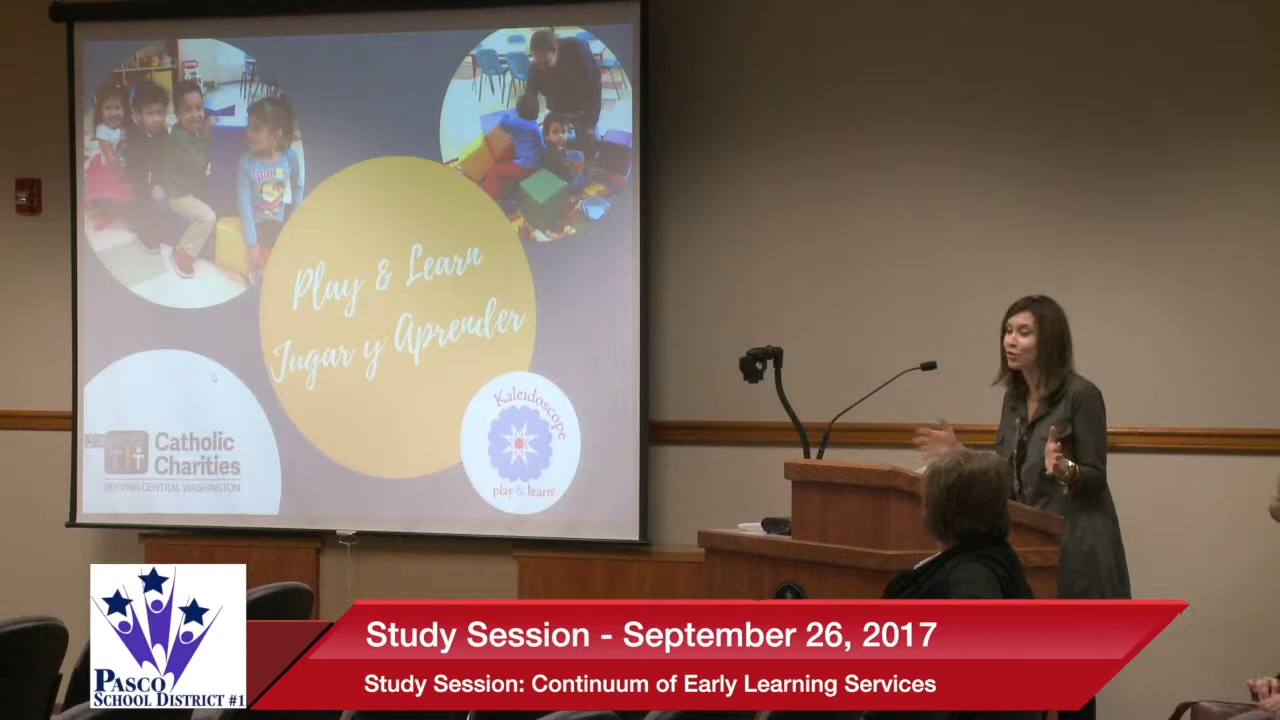 Play & Learn
Jugar y Aprender
Kaleidoscope
play & learn
Catholic
Charities
SERVING CENTRAL WASHINGTON
PASCO
SCHOOL DISTRICT #1
Study Session - September 26, 2017
Study Session: Continuum of Early Learning Services